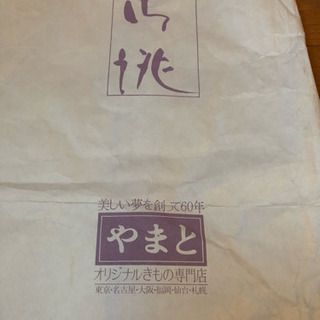 挑
美しい夢を創って60年
やまと
オリジナルきもの専門店
東京・名古屋・大阪・福岡・仙台・札幌